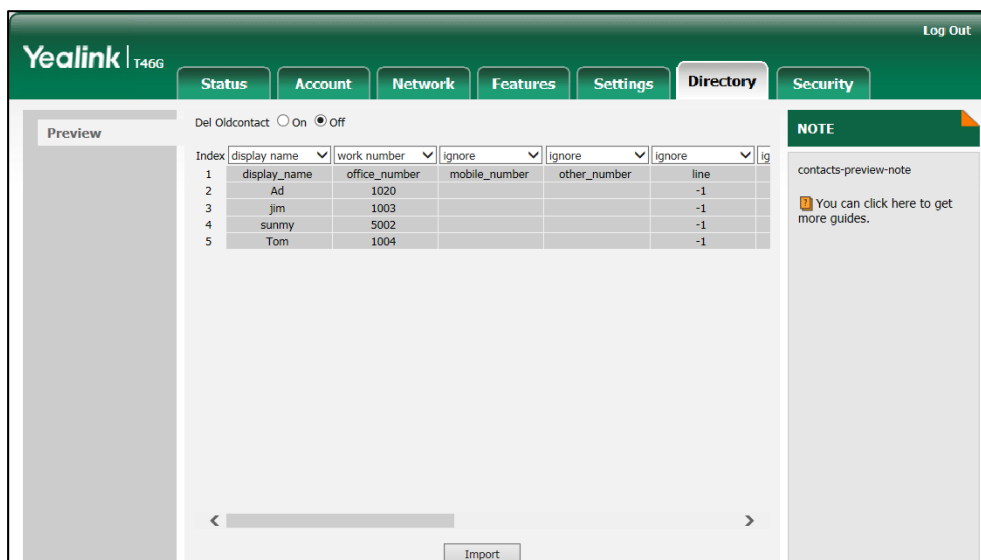 Log Out
Yealink T46G
Status Account Network Features Settings Directory Security
Preview
Del Oldcontact On Off
NOTE
Index display name work number ignore ignore ignore ig
1 display_name office_number mobile_number other_number line
2 Ad 1020 -1
3 jim 1003 -1
4 sunmy 5002 -1
5 Tom 1004 -1
contacts-preview-note
You can click here to get
more guides.
Import